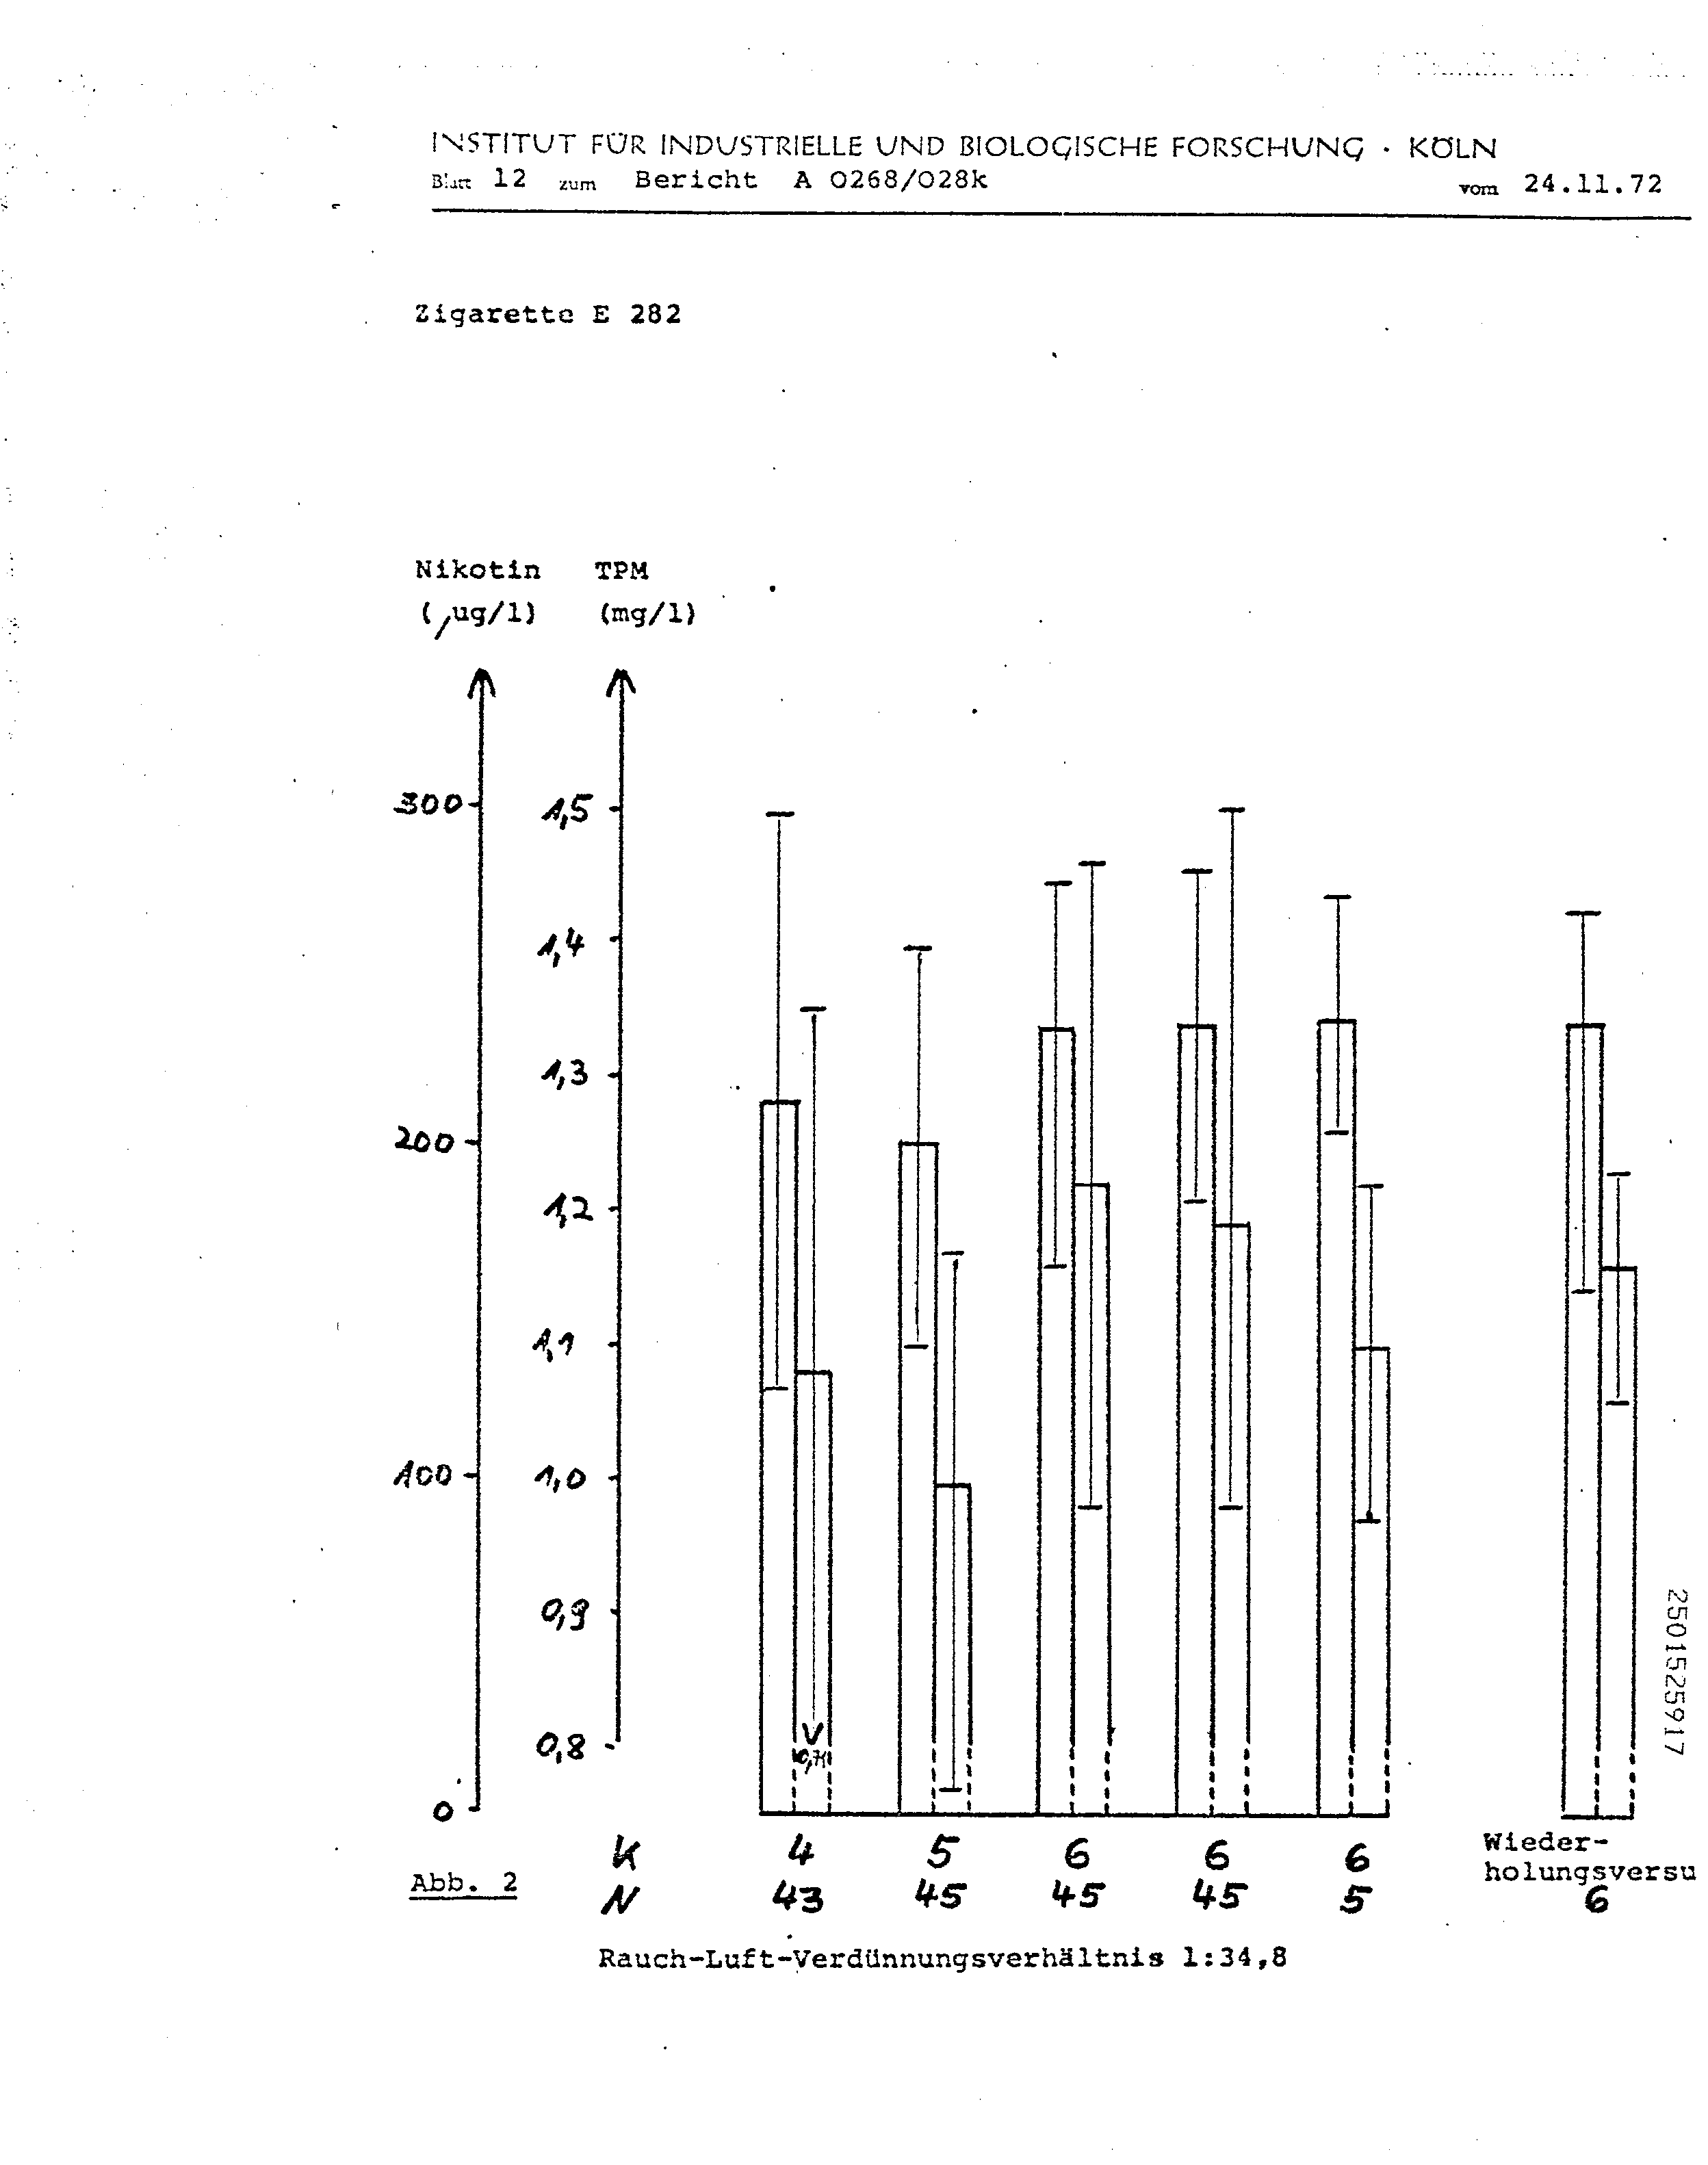 INSTITUT FÜR INDUSTRIELLE UND BIOLOGISCHE FORSCHUNG · KÖLN
Blatt 12 zum Bericht A 0268/028k vom 24.11.72
Zigarette E 282
Nikotin TPM
(µg/l) (mg/l)
300 1,5
1,4
1,3
200
1,2
1,1
100 1,0
0,9
0,8
0
K 4 5 6 6 6
Wieder-
holungsversu
Abb. 2
N 43 45 45 45 5 6
Rauch-Luft-Verdünnungsverhältnis 1:34,8
2501525917